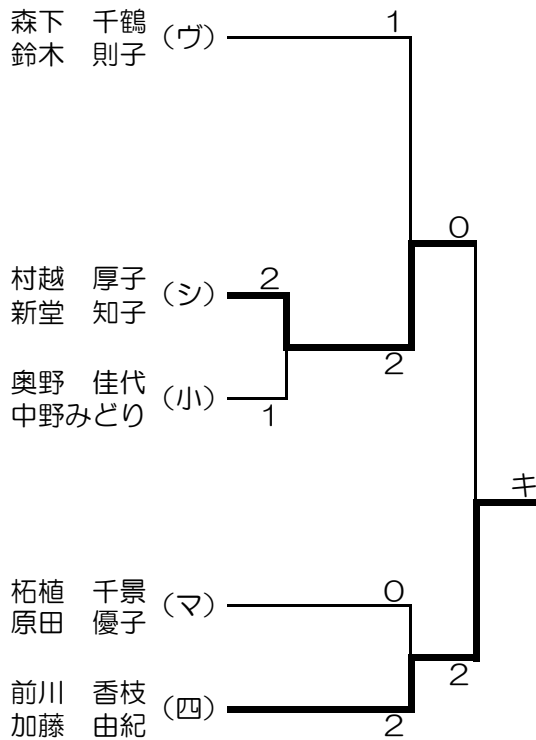 森下 千鶴 (ヴ) 1
鈴木 則子
0
村越 厚子 (シ) 2
新堂 知子
2
奥野 佳代 (小) 1
中野みどり
キ
柘植 千景 (マ) 0
原田 優子
2
前川 香枝 (四) 2
加藤 由紀